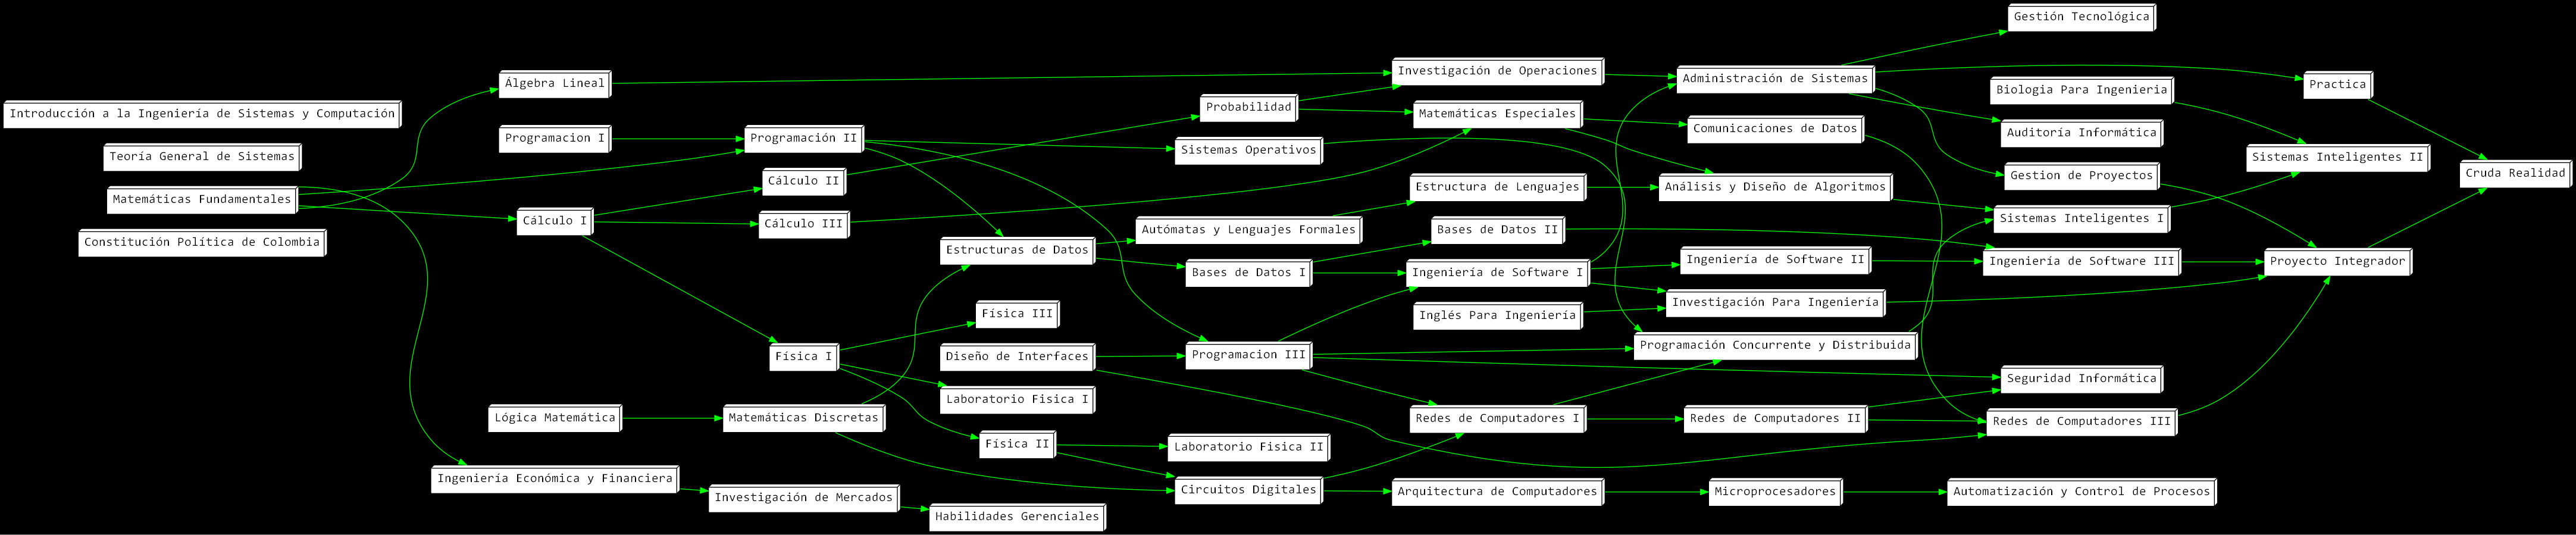 Introducción a la Ingeniería de Sistemas y Computación
Teoría General de Sistemas
Matemáticas Fundamentales
Constitución Política de Colombia
Álgebra Lineal
Programacion I
Cálculo I
Lógica Matemática
Ingeniería Económica y Financiera
Programación II
Cálculo II
Cálculo III
Física I
Matemáticas Discretas
Investigación de Mercados
Estructuras de Datos
Física III
Diseño de Interfaces
Laboratorio Fisica I
Física II
Habilidades Gerenciales
Probabilidad
Sistemas Operativos
Autómatas y Lenguajes Formales
Bases de Datos I
Programacion III
Laboratorio Fisica II
Circuitos Digitales
Investigación de Operaciones
Matemáticas Especiales
Estructura de Lenguajes
Bases de Datos II
Ingeniería de Software I
Inglés Para Ingeniería
Redes de Computadores I
Arquitectura de Computadores
Administración de Sistemas
Comunicaciones de Datos
Análisis y Diseño de Algoritmos
Ingeniería de Software II
Investigación Para Ingeniería
Programación Concurrente y Distribuida
Redes de Computadores II
Microprocesadores
Gestión Tecnológica
Biologia Para Ingenieria
Auditoría Informática
Gestion de Proyectos
Sistemas Inteligentes I
Ingeniería de Software III
Seguridad Informática
Redes de Computadores III
Automatización y Control de Procesos
Practica
Sistemas Inteligentes II
Proyecto Integrador
Cruda Realidad